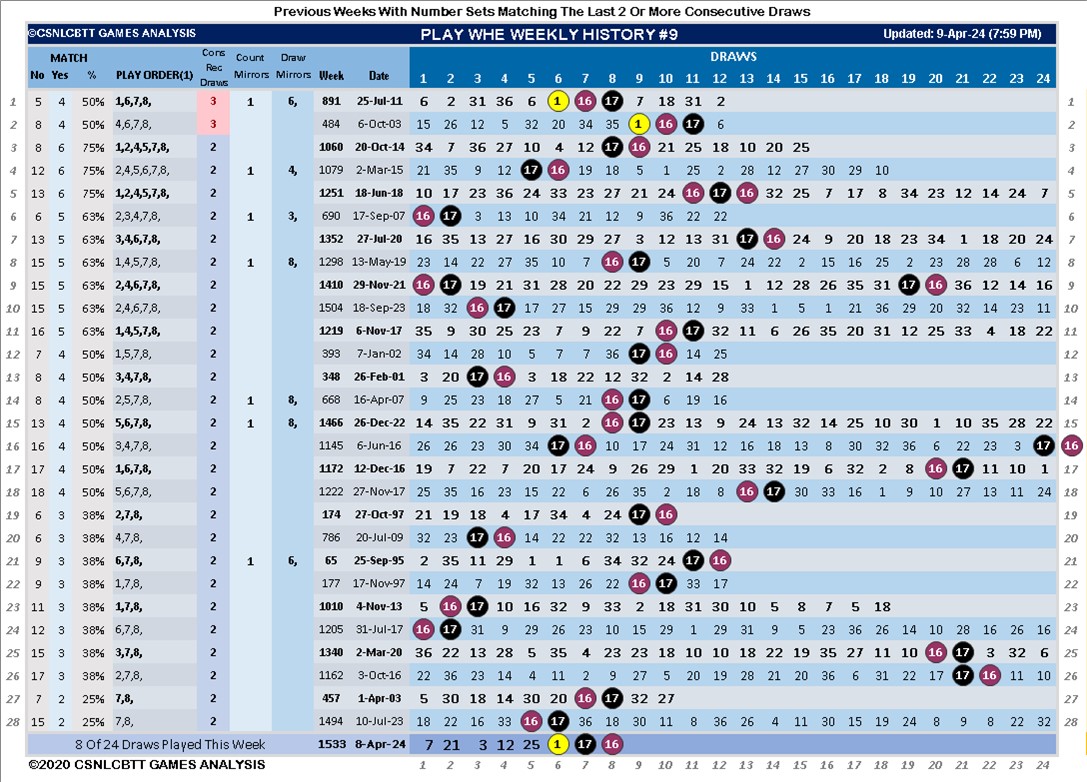 Previous Weeks With Number Sets Matching The Last 2 Or More Consecutive Draws
©CSNLCBTT GAMES ANALYSIS PLAY WHE WEEKLY HISTORY #9 Updated: 9-Apr-24 (7:59 PM)
MATCH Cons Rec Draws Count Mirrors Draw Mirrors DRAWS
No Yes % PLAY ORDER(1) Week Date 1 2 3 4 5 6 7 8 9 10 11 12 13 14 15 16 17 18 19 20 21 22 23 24
1 5 4 50% 1,6,7,8, 3 1 6, 891 25-Jul-11 6 2 31 36 6 1 16 17 7 18 31 2 1
2 8 4 50% 4,6,7,8, 3 484 6-Oct-03 15 26 12 5 32 20 34 35 1 16 17 6 2
3 8 6 75% 1,2,4,5,7,8, 2 1060 20-Oct-14 34 7 36 27 10 4 12 17 16 21 25 18 10 20 25 3
4 12 6 75% 2,4,5,6,7,8, 2 1 4, 1079 2-Mar-15 21 35 9 12 17 16 19 18 5 1 25 2 28 12 16 27 30 29 10 4
5 13 6 75% 1,2,4,5,7,8, 2 1251 18-Jun-18 10 17 23 36 24 33 23 27 21 24 16 17 16 32 25 16 7 17 8 18 34 23 12 14 24 7 5
6 6 5 63% 2,3,4,7,8, 2 1 3, 690 17-Sep-07 16 17 3 13 10 34 21 12 9 36 22 22 6
7 13 5 63% 3,4,6,7,8, 2 1352 27-Jul-20 16 35 13 27 16 30 29 27 3 12 13 31 17 16 24 9 20 18 23 34 1 18 20 24 7
8 15 5 63% 1,4,5,7,8, 2 1 8, 1298 13-May-19 23 14 22 27 35 10 7 16 17 5 20 7 24 22 2 15 16 25 2 23 28 28 6 12 8
9 15 5 63% 2,4,6,7,8, 2 1410 29-Nov-21 16 17 19 21 31 28 20 22 29 23 29 15 1 12 28 26 35 31 17 16 36 12 14 16 9
10 15 5 63% 2,4,6,7,8, 2 1504 18-Sep-23 18 32 16 17 31 27 28 29 29 36 12 9 33 1 5 1 21 36 29 20 32 14 23 11 10
11 16 5 63% 1,4,5,7,8, 2 1219 6-Nov-17 35 9 30 25 23 7 9 22 7 16 17 32 11 6 26 35 20 31 12 25 33 4 18 22 11
12 7 4 50% 1,5,7,8, 2 393 7-Jan-02 34 14 28 10 5 7 7 36 17 16 14 25 12
13 8 4 50% 3,4,7,8, 2 348 26-Feb-01 3 20 17 16 3 18 22 12 32 2 14 28 13
14 8 4 50% 2,5,7,8, 2 1 8, 668 16-Apr-07 9 25 23 18 27 5 21 16 17 6 19 16 14
15 13 4 50% 5,6,7,8, 2 1 8, 1466 26-Dec-22 14 35 22 31 9 31 2 16 17 23 13 9 24 13 32 14 25 10 30 1 10 35 28 22 15
16 16 4 50% 3,4,7,8, 2 1145 6-Jun-16 26 26 23 30 34 17 16 10 17 24 31 12 16 18 13 8 30 32 36 6 22 23 3 17 16
17 17 4 50% 1,6,7,8, 2 1172 12-Dec-16 19 7 22 7 20 17 24 9 26 29 1 20 33 32 19 6 32 2 8 16 17 11 10 1 17
18 18 4 50% 5,6,7,8, 2 1222 27-Nov-17 25 35 16 23 15 22 6 26 35 2 18 8 16 17 30 33 16 1 9 10 27 13 11 24 18
19 6 3 38% 2,7,8, 2 174 27-Oct-97 21 19 18 4 17 34 4 24 17 16 19
20 6 3 38% 4,7,8, 2 786 20-Jul-09 32 23 17 16 14 22 22 32 13 16 12 14 20
21 9 3 38% 6,7,8, 2 1 6, 65 25-Sep-95 2 35 11 29 1 1 6 34 32 24 17 16 21
22 9 3 38% 1,7,8, 2 177 17-Nov-97 14 24 7 19 32 13 26 22 16 17 33 17 22
23 11 3 38% 1,7,8, 2 1010 4-Nov-13 5 16 17 10 16 32 9 33 2 18 31 30 10 5 8 7 5 18 23
24 12 3 38% 6,7,8, 2 1205 31-Jul-17 16 17 31 9 29 26 24 10 15 29 1 29 31 9 5 23 36 26 14 10 28 16 26 16 24
25 15 3 38% 3,7,8, 2 1340 2-Mar-20 36 22 13 28 5 35 4 23 23 18 10 10 18 22 19 35 27 11 10 16 17 3 32 6 25
26 17 3 38% 2,7,8, 2 1162 3-Oct-16 22 36 23 14 4 11 2 9 27 5 20 19 28 21 20 36 6 31 22 17 17 16 11 10 26
27 7 2 25% 7,8, 2 457 1-Apr-03 5 30 18 14 30 20 16 17 32 27 27
28 15 2 25% 7,8, 2 1494 10-Jul-23 18 22 16 33 16 17 36 18 30 11 36 26 4 11 30 15 19 24 8 9 8 8 22 32 28
8 Of 24 Draws Played This Week 1533 8-Apr-24 7 21 3 12 25 1 17 16
©2020 CSNLCBTT GAMES ANALYSIS 1 2 3 4 5 6 7 8 9 10 11 12 13 14 15 16 17 18 19 20 21 22 23 24